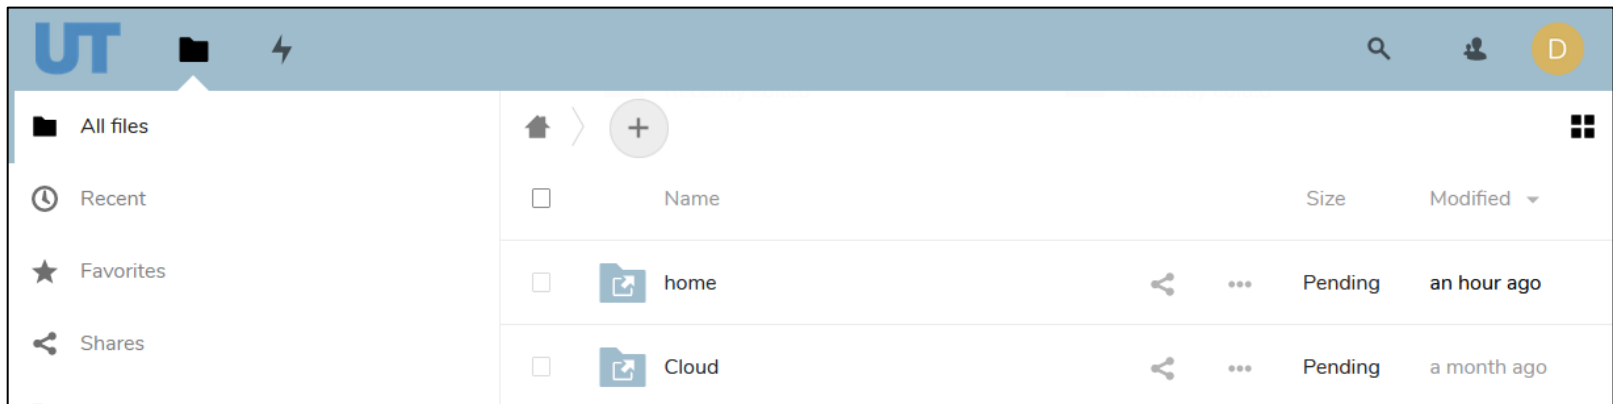 UT
D
All files
Recent
Favorites
Shares
Name Size Modified
home Pending an hour ago
Cloud Pending a month ago